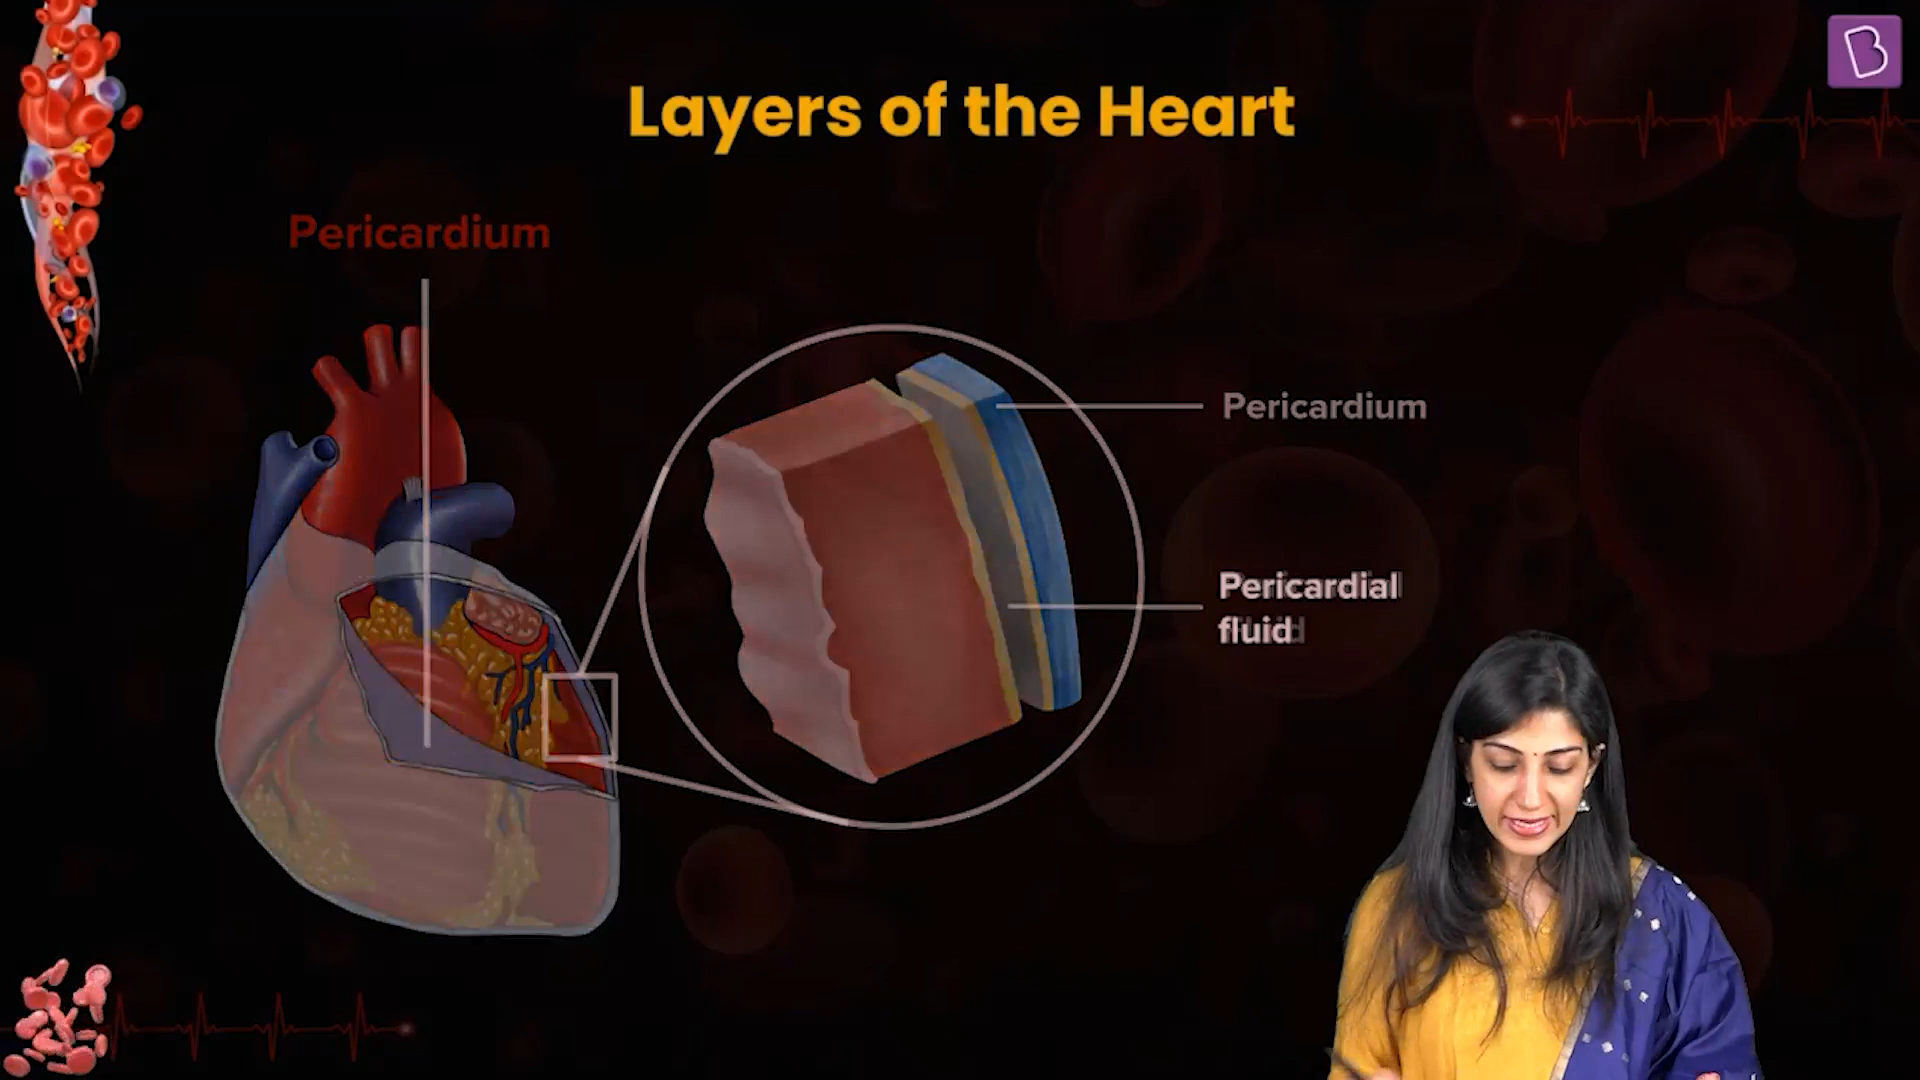 Layers of the Heart
Pericardium
Pericardium
Pericardial
fluid